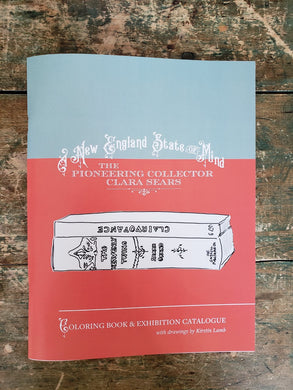 A New England State of Mind
THE
PIONEERING COLLECTOR
CLARA SEARS
CLAIRVOYANCE
COLORING BOOK & EXHIBITION CATALOGUE
with drawings by Kirstin Lamb